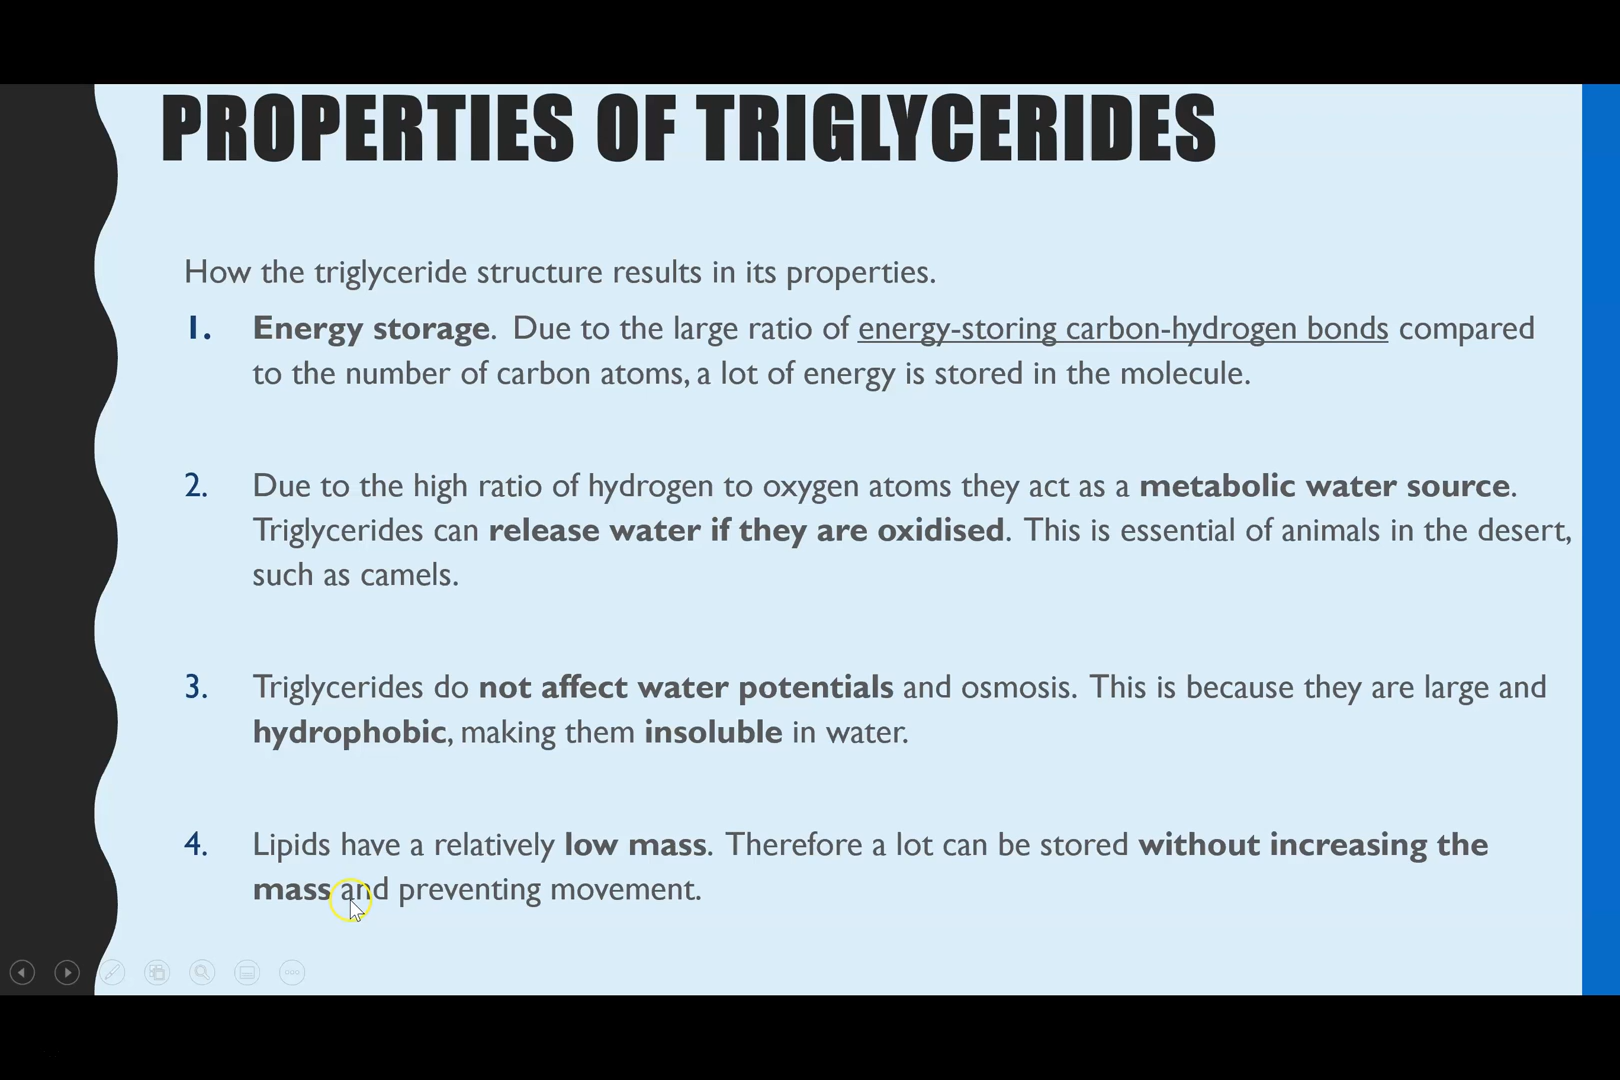 PROPERTIES OF TRIGLYCERIDES
How the triglyceride structure results in its properties.
1. Energy storage. Due to the large ratio of energy-storing carbon-hydrogen bonds compared
to the number of carbon atoms, a lot of energy is stored in the molecule.
2. Due to the high ratio of hydrogen to oxygen atoms they act as a metabolic water source.
Triglycerides can release water if they are oxidised. This is essential of animals in the desert,
such as camels.
3. Triglycerides do not affect water potentials and osmosis. This is because they are large and
hydrophobic, making them insoluble in water.
4. Lipids have a relatively low mass. Therefore a lot can be stored without increasing the
mass and preventing movement.